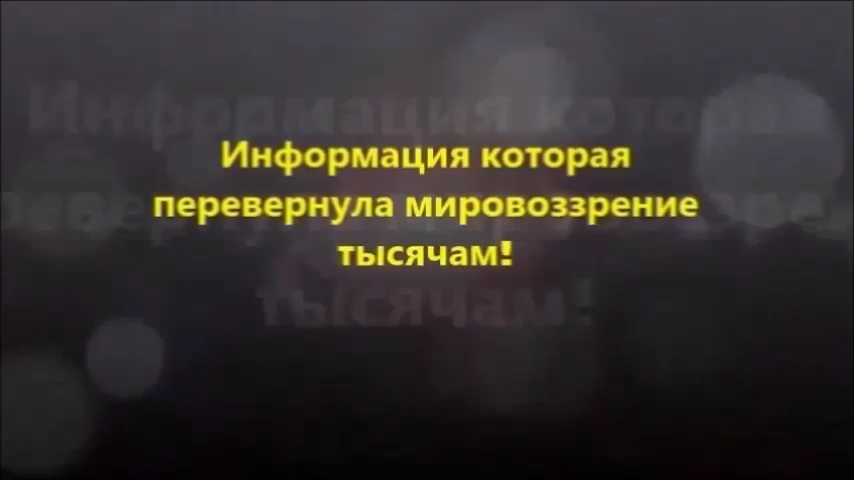 Информация которая
перевернула мировоззрение
тысячам!